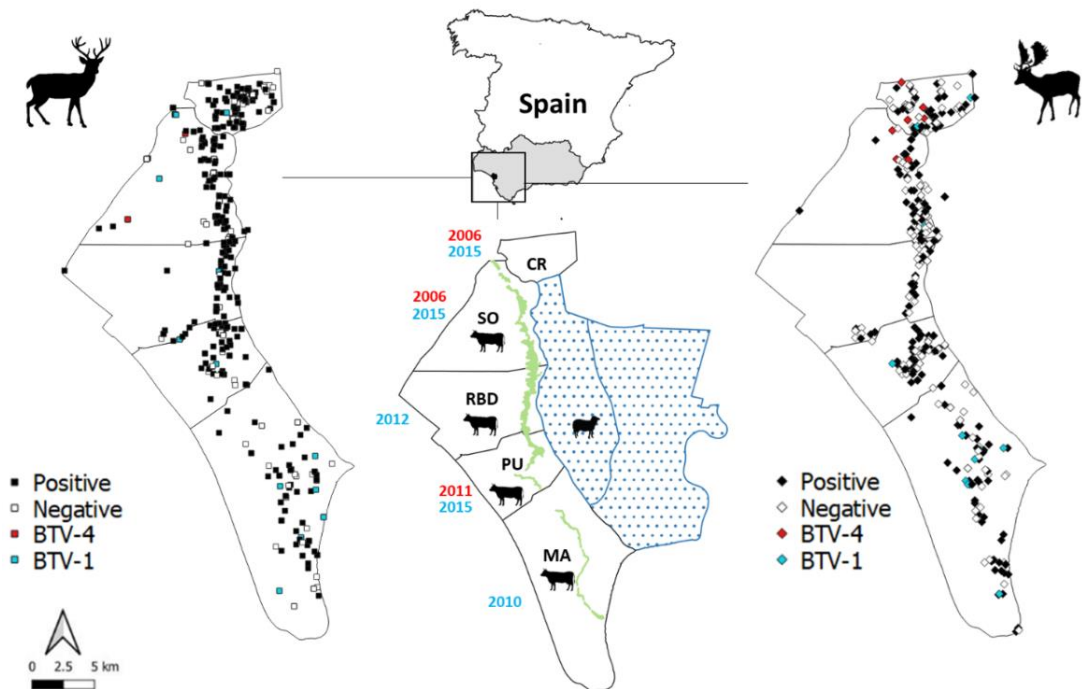 Spain
2006
2015
CR
2006
2015
SO
RBD
2012
PU
2011
2015
MA
2010
Positive
Negative
BTV-4
BTV-1
0 2.5 5 km
Positive
Negative
BTV-4
BTV-1